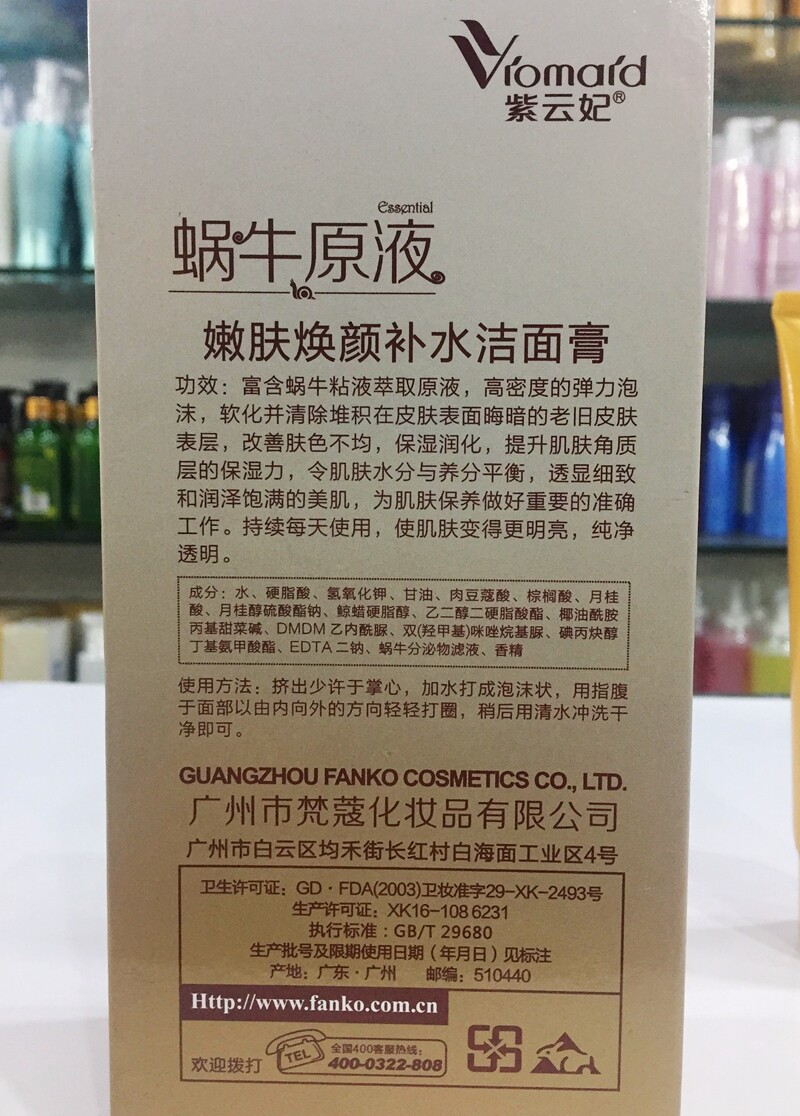 Vromard
紫云妃®
Essential
蜗牛原液
嫩肤焕颜补水洁面膏
功效：富含蜗牛粘液萃取原液，高密度的弹力泡
沫，软化并清除堆积在皮肤表面晦暗的老旧皮肤
表层，改善肤色不均，保湿润化，提升肌肤角质
层的保湿力，令肌肤水分与养分平衡，透显细致
和润泽饱满的美肌，为肌肤保养做好重要的准确
工作。持续每天使用，使肌肤变得更明亮，纯净
透明。
成分：水、硬脂酸、氢氧化钾、甘油、肉豆蔻酸、棕榈酸、月桂
酸、月桂醇硫酸酯钠、鲸蜡硬脂醇、乙二醇二硬脂酸酯、椰油酰胺
丙基甜菜碱、DMDM 乙内酰脲、双(羟甲基)咪唑烷基脲、碘丙炔醇
丁基氨甲酸酯、EDTA 二钠、蜗牛分泌物滤液、香精
使用方法：挤出少许于掌心，加水打成泡沫状，用指腹
于面部以由内向外的方向轻轻打圈，稍后用清水冲洗干
净即可。
GUANGZHOU FANKO COSMETICS CO., LTD.
广州市梵蔻化妆品有限公司
广州市白云区均禾街长红村白海面工业区4号
卫生许可证：GD·FDA(2003)卫妆准字29-XK-2493号
生产许可证：XK16-108 6231
执行标准：GB/T 29680
生产批号及限期使用日期（年月日）见标注
产地：广东·广州 邮编：510440
Http://www.fanko.com.cn
欢迎拨打 TEL 全国400客服热线：
400-0322-808